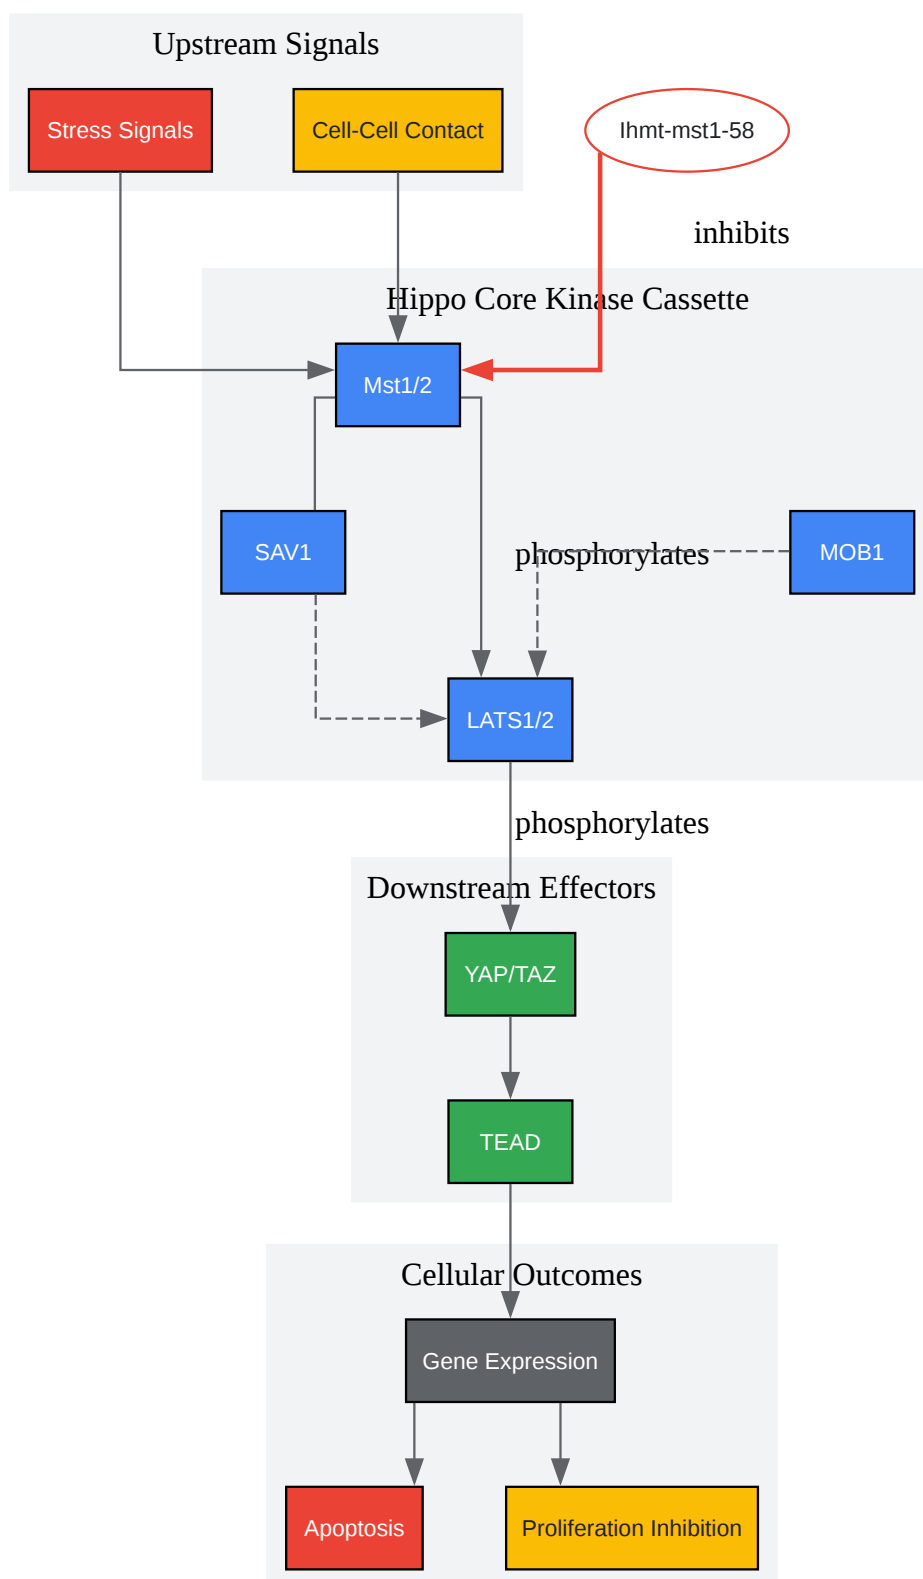 Upstream Signals
Stress Signals
Cell-Cell Contact
Ihmt-mst1-58
inhibits
Hippo Core Kinase Cassette
Mst1/2
SAV1
phosphorylates
MOB1
LATS1/2
phosphorylates
Downstream Effectors
YAP/TAZ
TEAD
Cellular Outcomes
Gene Expression
Apoptosis
Proliferation Inhibition